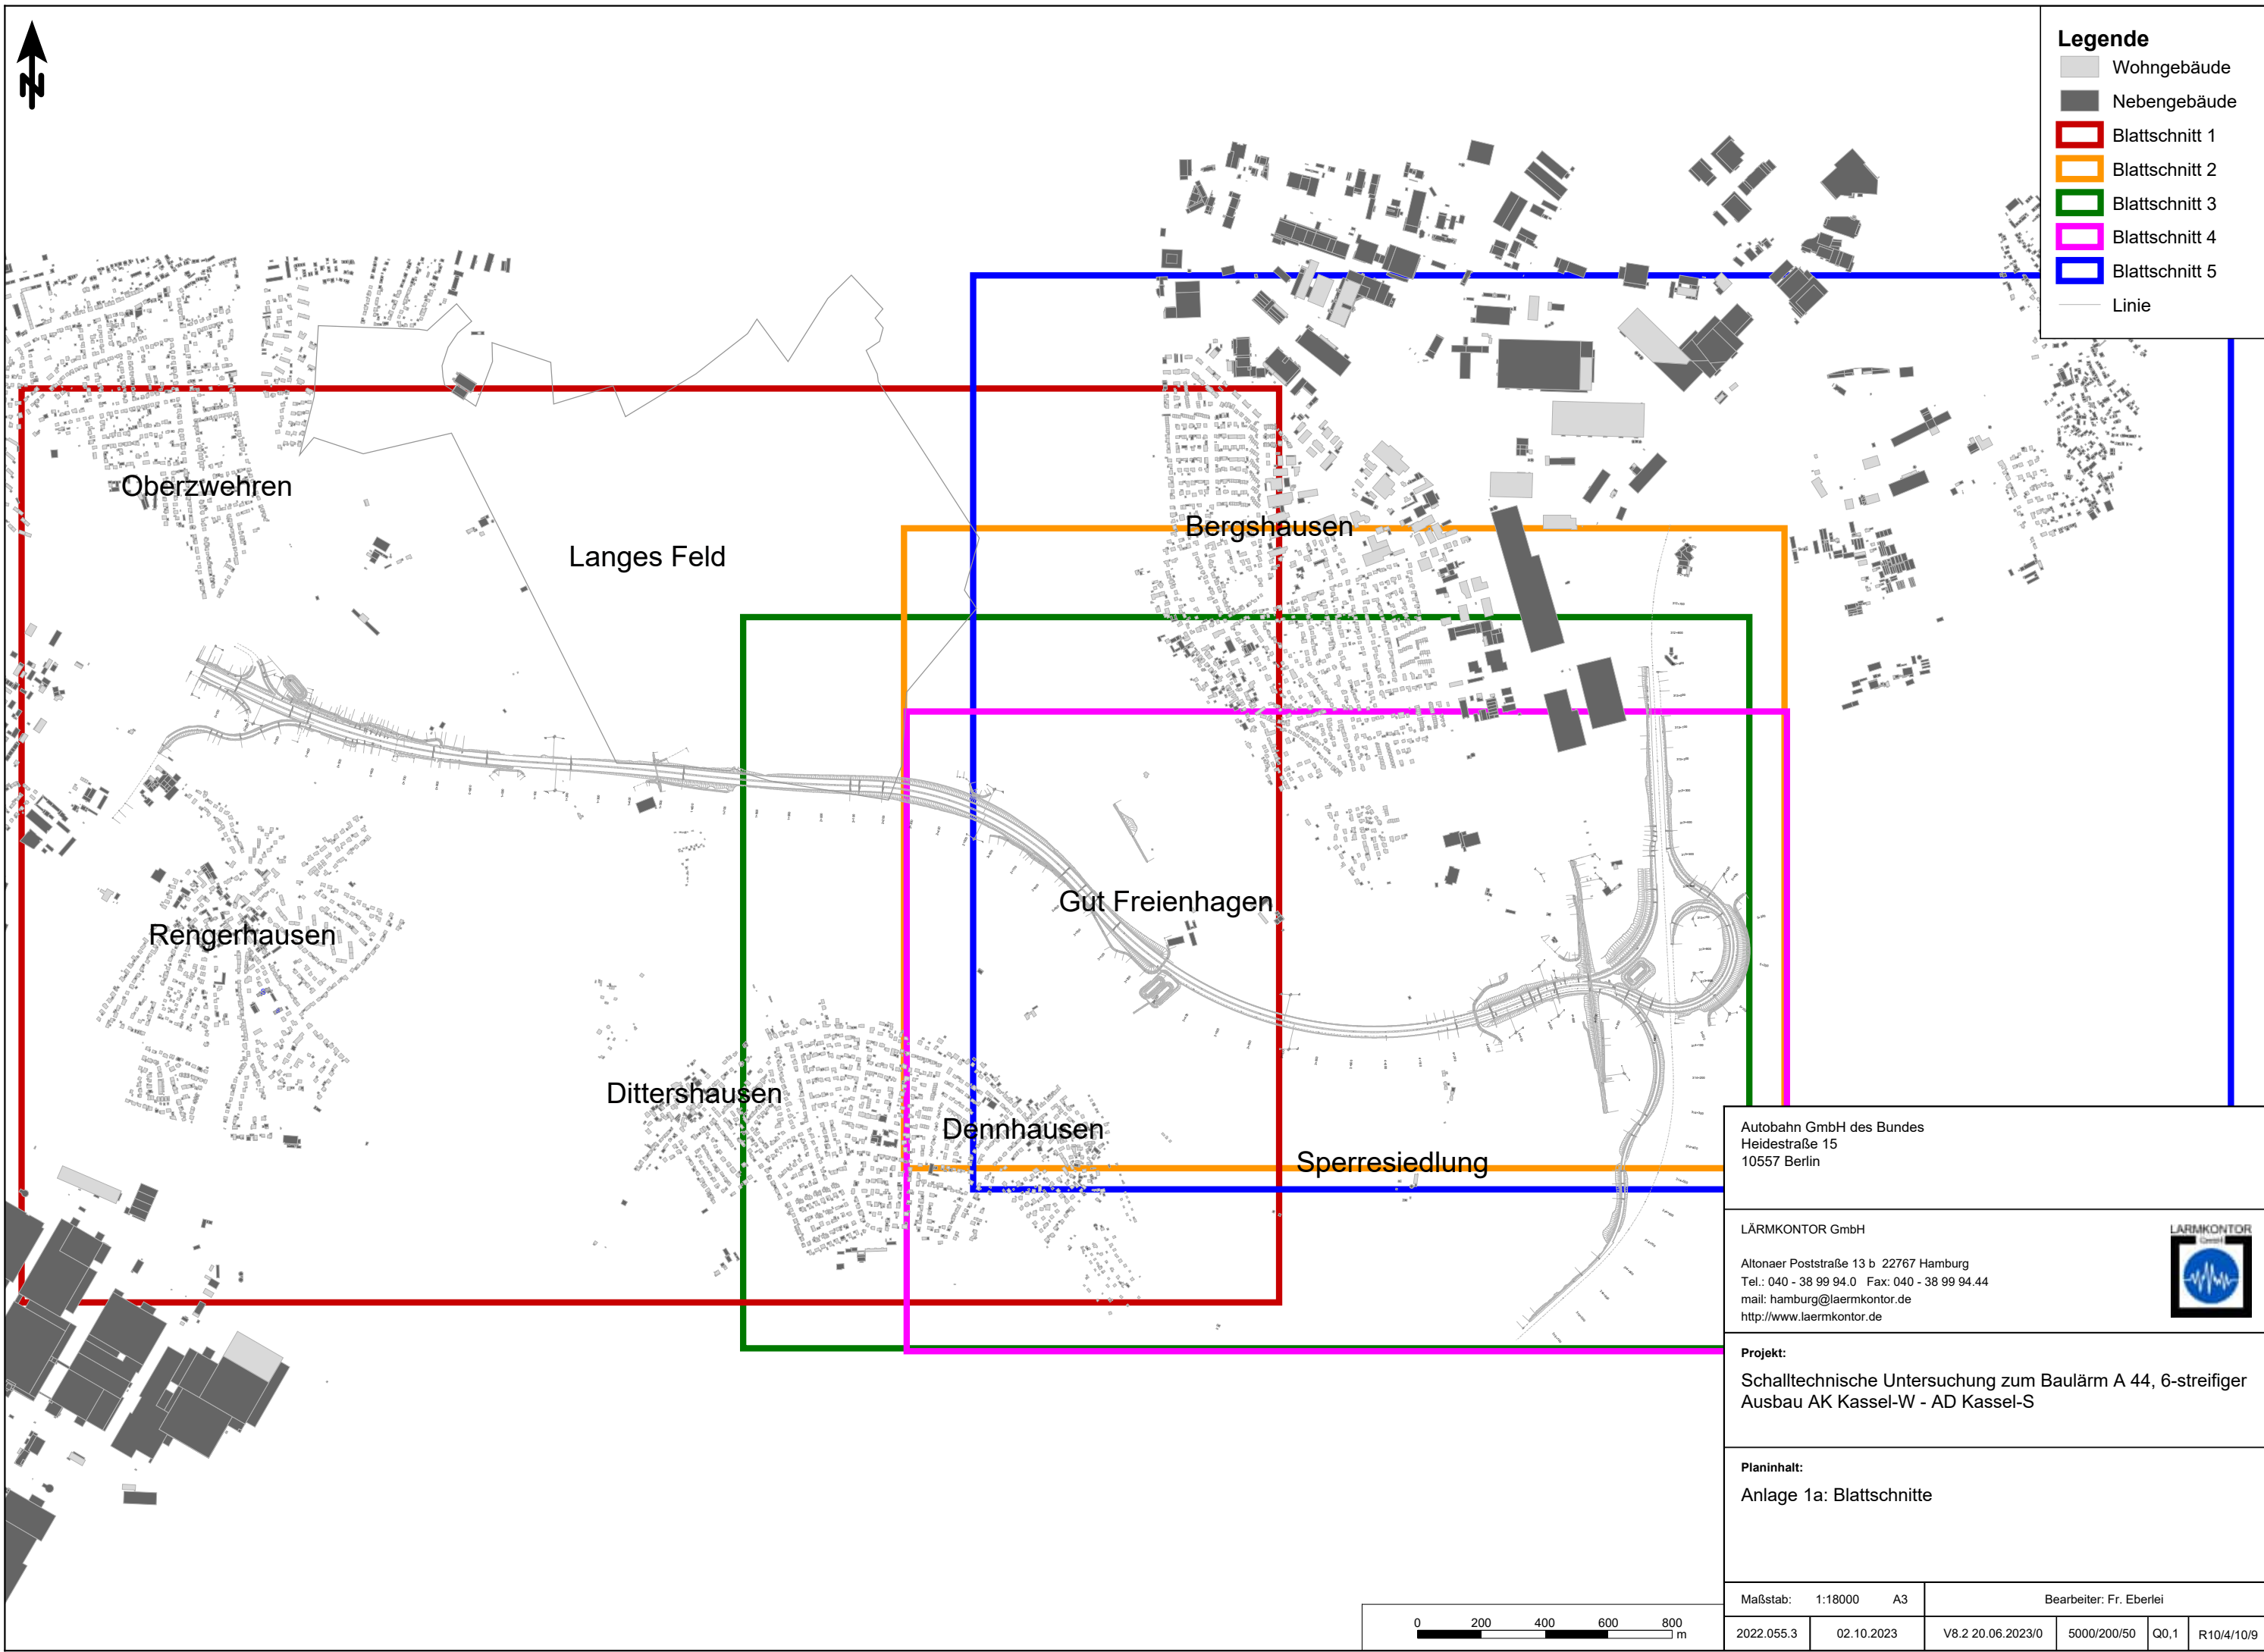 N
Legende
Wohngebäude
Nebengebäude
Blattschnitt 1
Blattschnitt 2
Blattschnitt 3
Blattschnitt 4
Blattschnitt 5
Linie
Oberzwehren
Langes Feld
Bergshausen
Gut Freienhagen
Rengerhausen
Dittershausen
Dennhausen
Sperresiedlung
Autobahn GmbH des Bundes
Heidestraße 15
10557 Berlin
LÄRMKONTOR GmbH
Altonaer Poststraße 13 b 22767 Hamburg
Tel.: 040 - 38 99 94.0 Fax: 040 - 38 99 94.44
mail: hamburg@laermkontor.de
http://www.laermkontor.de
LÄRMKONTOR
GmbH
Projekt:
Schalltechnische Untersuchung zum Baulärm A 44, 6-streifiger
Ausbau AK Kassel-W - AD Kassel-S
Planinhalt:
Anlage 1a: Blattschnitte
Maßstab: 1:18000 A3
Bearbeiter: Fr. Eberlei
2022.055.3 02.10.2023 V8.2 20.06.2023/0 5000/200/50 Q0,1 R10/4/10/9
0 200 400 600 800
m